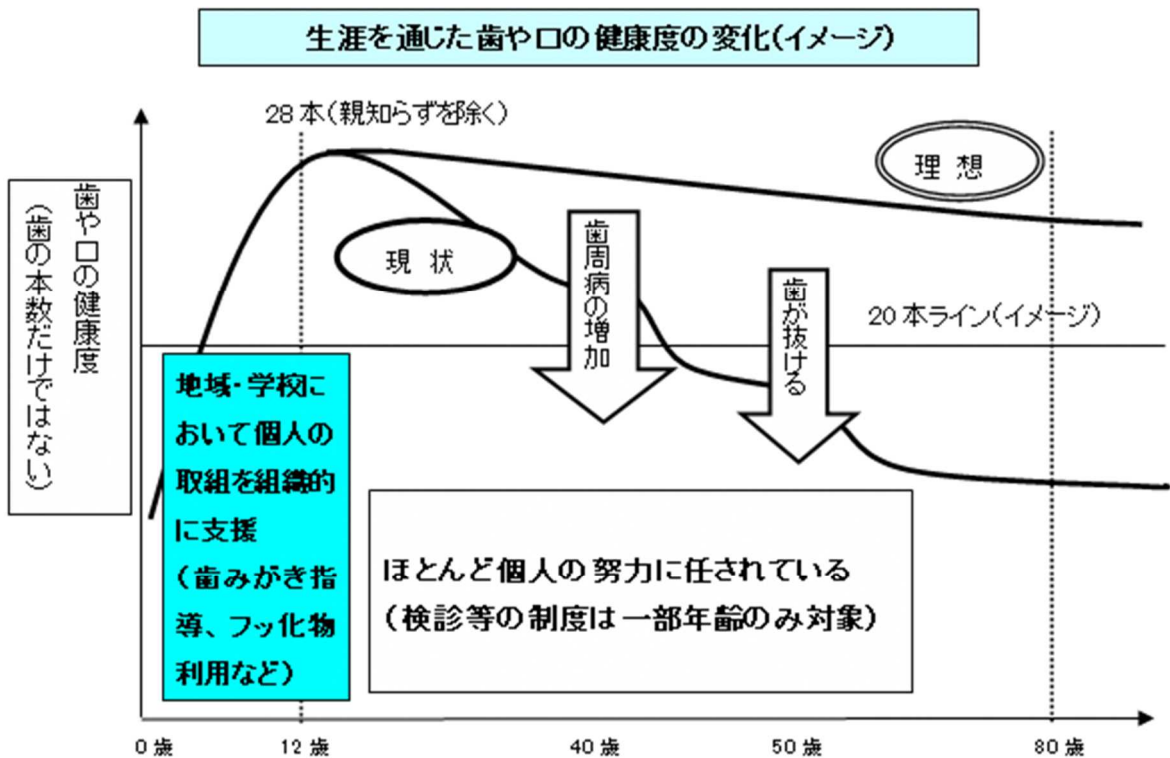 生涯を通じた歯や口の健康度の変化(イメージ)
28本(親知らずを除く)
理想
歯や口の健康度
(歯の本数だけではない)
現状
歯周病の増加
歯が抜ける
20本ライン(イメージ)
地域・学校に
おいて個人の
取組を組織的
に支援
(歯みがき指
導、フッ化物
利用など)
ほとんど個人の努力に任されている
(検診等の制度は一部年齢のみ対象)
0歳
12歳
40歳
50歳
80歳